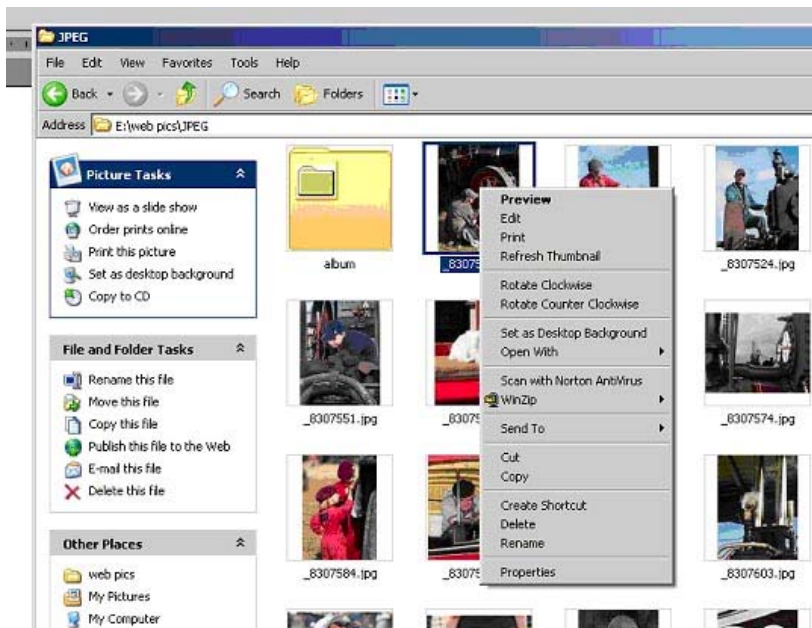 JPEG
File Edit View Favorites Tools Help
Back Search Folders
Address E:\web pics\JPEG
Picture Tasks
View as a slide show
Order prints online
Print this picture
Set as desktop background
Copy to CD
File and Folder Tasks
Rename this file
Move this file
Copy this file
Publish this file to the Web
E-mail this file
Delete this file
Other Places
web pics
My Pictures
My Computer
album
_8307524.jpg
_8307551.jpg
_8307574.jpg
_8307584.jpg
_8307603.jpg
Preview
Edit
Print
Refresh Thumbnail
Rotate Clockwise
Rotate Counter Clockwise
Set as Desktop Background
Open With
Scan with Norton AntiVirus
WinZip
Send To
Cut
Copy
Create Shortcut
Delete
Rename
Properties